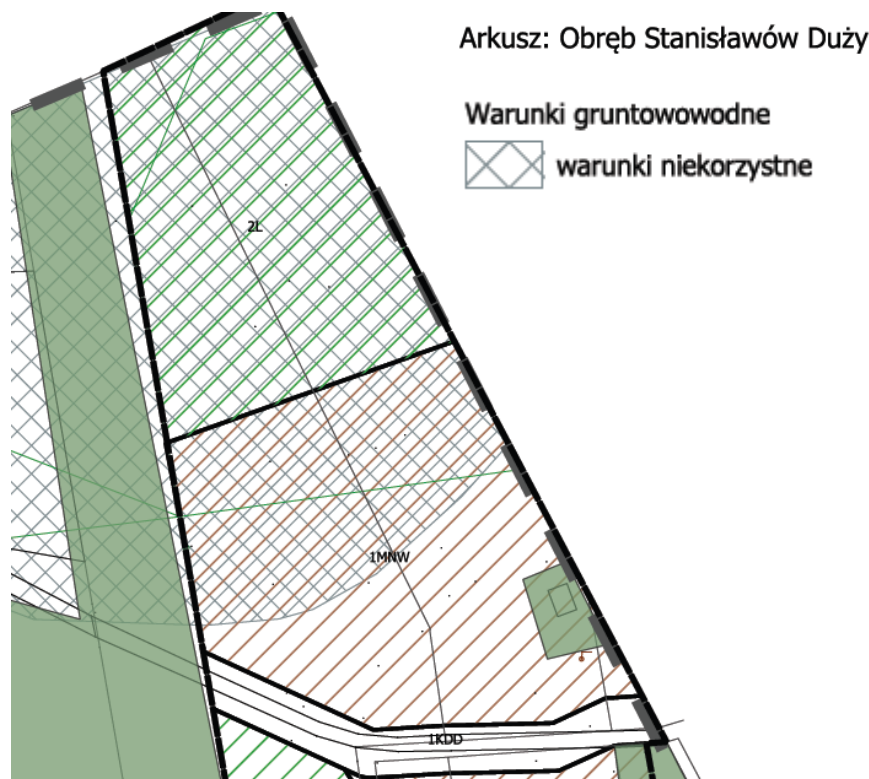 Arkusz: Obręb Stanisławów Duży
Warunki gruntowowodne
warunki niekorzystne
2L
1MNW
1KDD